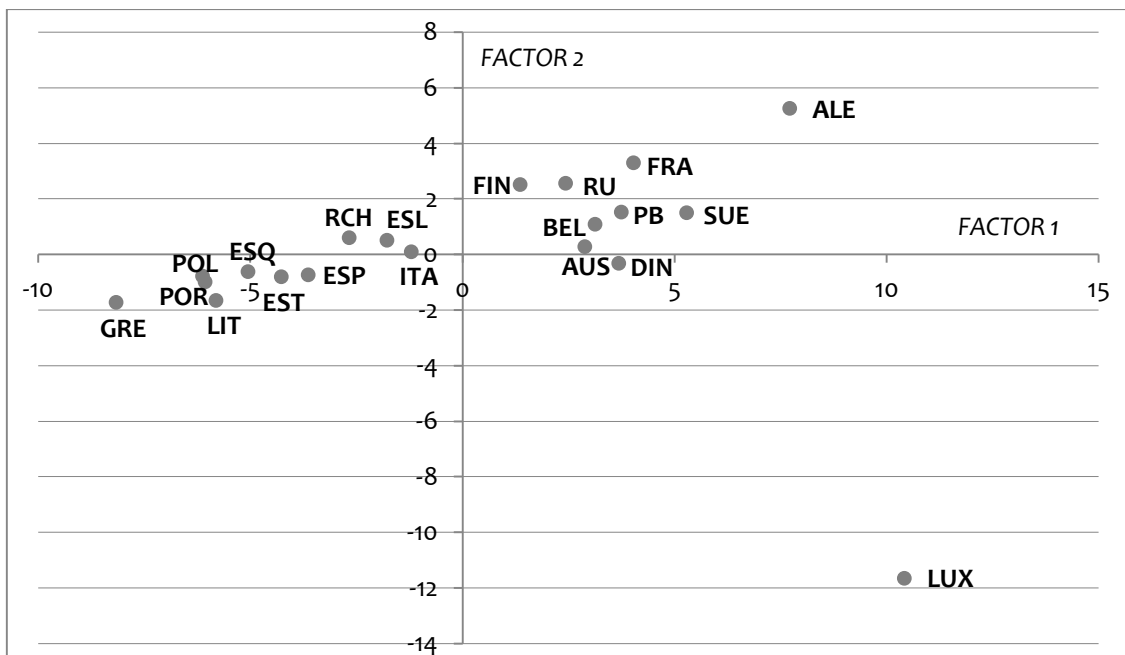 8
FACTOR 2
6
ALE
4
FRA
FIN
RU
2
PB
SUE
RCH
ESL
BEL
FACTOR 1
ESQ
0
POL
ESP
ITA
AUS
DIN
-10
-5
0
5
10
15
POR
EST
-2
GRE
LIT
-4
-6
-8
-10
LUX
-12
-14